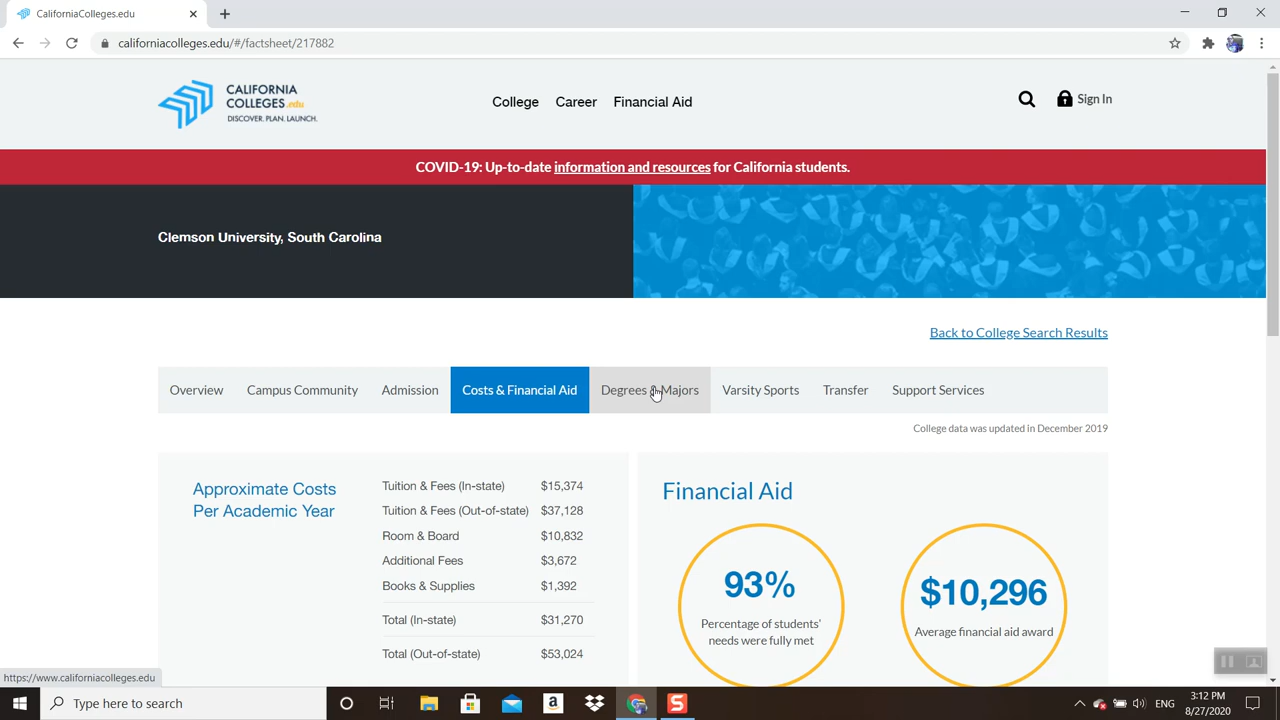 CaliforniaColleges.edu
californiacolleges.edu/#/factsheet/217882
CALIFORNIA
COLLEGES.edu
DISCOVER. PLAN. LAUNCH.
College Career Financial Aid
Sign In
COVID-19: Up-to-date information and resources for California students.
Clemson University, South Carolina
Back to College Search Results
Overview Campus Community Admission Costs & Financial Aid Degrees & Majors Varsity Sports Transfer Support Services
College data was updated in December 2019
Approximate Costs
Per Academic Year
Tuition & Fees (In-state) $15,374
Tuition & Fees (Out-of-state) $37,128
Room & Board $10,832
Additional Fees $3,672
Books & Supplies $1,392
Total (In-state) $31,270
Total (Out-of-state) $53,024
Financial Aid
93%
Percentage of students'
needs were fully met
$10,296
Average financial aid award
https://www.californiacolleges.edu
Type here to search
ENG
3:12 PM
8/27/2020